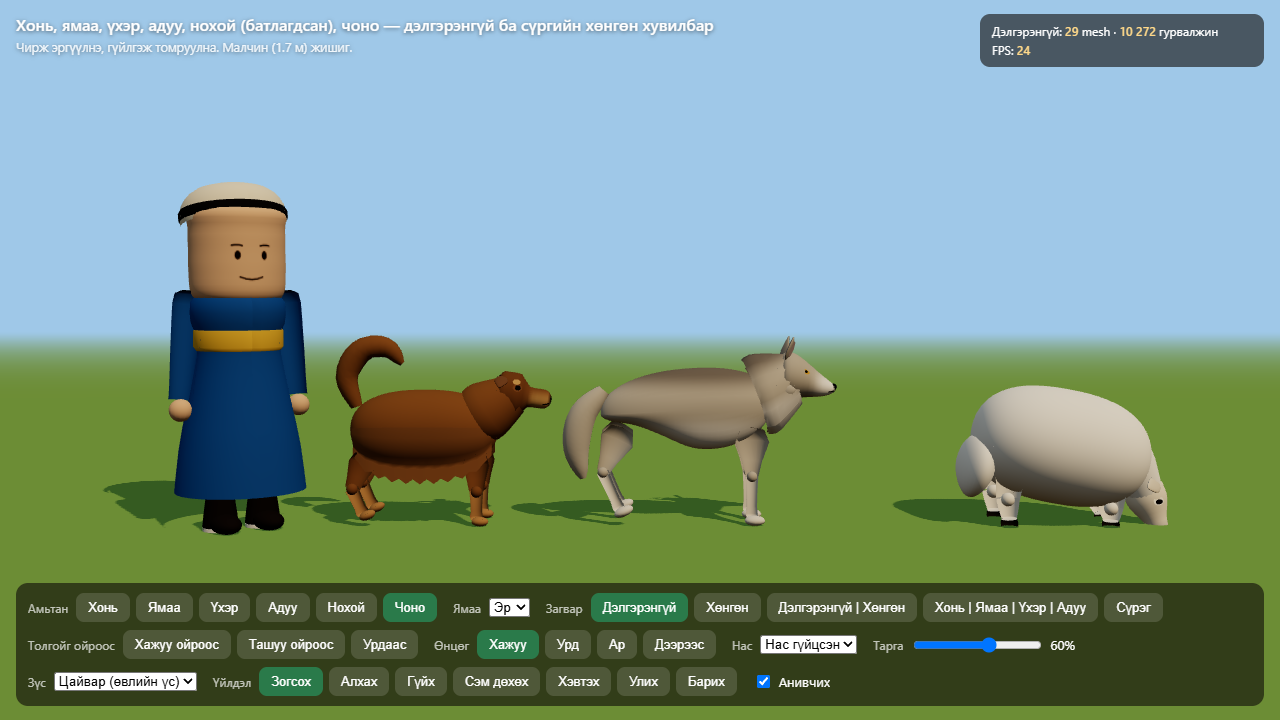 Хонь, ямаа, үхэр, адуу, нохой (батлагдсан), чоно — дэлгэрэнгүй ба сүргийн хөнгөн хувилбар
Чирж эргүүлнэ, гүйлгэж томруулна. Малчин (1.7 м) жишиг.
Дэлгэрэнгүй: 29 mesh · 10 272 гурвалжин
FPS: 24
Амьтан Хонь Ямаа Үхэр Адуу Нохой Чоно Ямаа Эр Загвар Дэлгэрэнгүй Хөнгөн Дэлгэрэнгүй | Хөнгөн Хонь | Ямаа | Үхэр | Адуу Сүрэг
Толгойг ойроос Хажуу ойроос Ташуу ойроос Урдаас Өнцөг Хажуу Урд Ар Дээрээс Нас Нас гүйцсэн Тарга 60%
Зүс Цайвар (өвлийн үс) Үйлдэл Зогсох Алхах Гүйх Сэм дөхөх Хэвтэх Улих Барих Анивчих